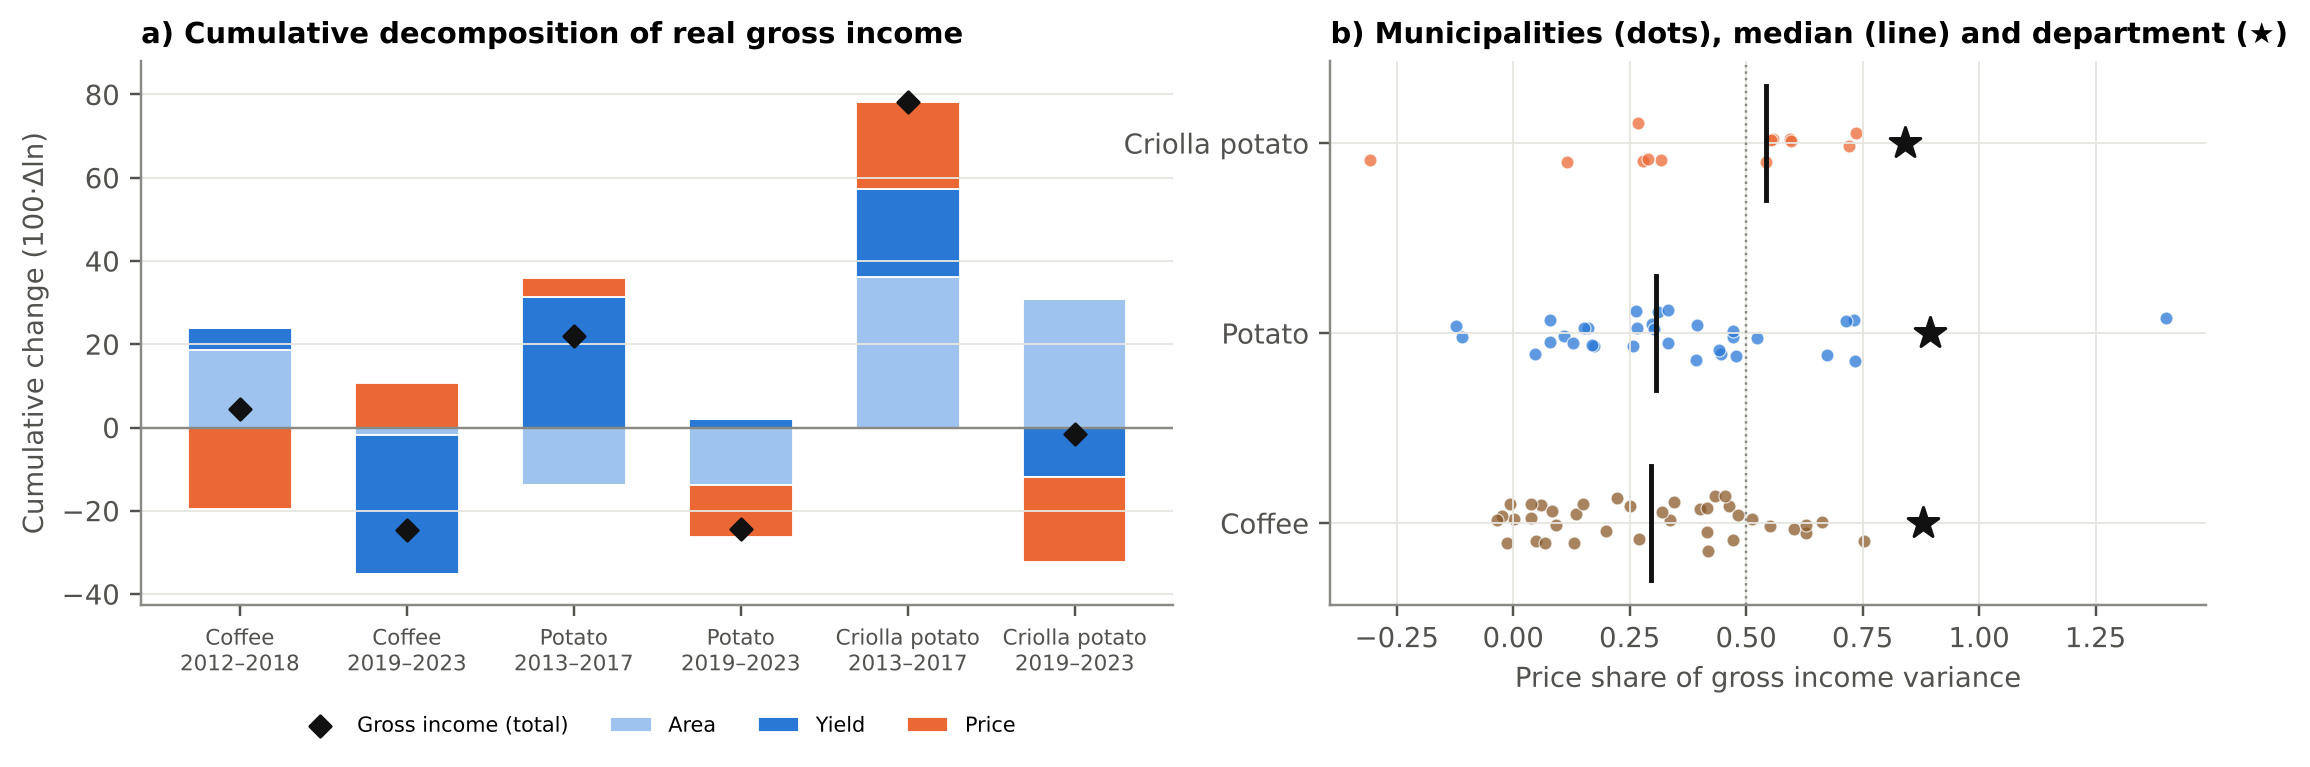 a) Cumulative decomposition of real gross income
Cumulative change (100·Δln)
80
60
40
20
0
−20
−40
Coffee
2012–2018
Coffee
2019–2023
Potato
2013–2017
Potato
2019–2023
Criolla potato
2013–2017
Criolla potato
2019–2023
Gross income (total)
Area
Yield
Price
b) Municipalities (dots), median (line) and department (★)
Criolla potato
Potato
Coffee
−0.25
0.00
0.25
0.50
0.75
1.00
1.25
Price share of gross income variance